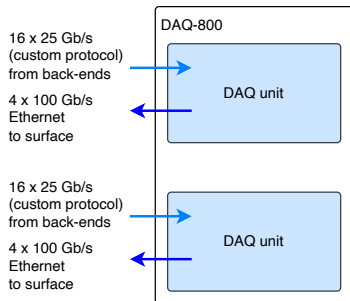 DAQ-800
16 x 25 Gb/s
(custom protocol)
from back-ends
4 x 100 Gb/s
Ethernet
to surface
DAQ unit
16 x 25 Gb/s
(custom protocol)
from back-ends
4 x 100 Gb/s
Ethernet
to surface
DAQ unit